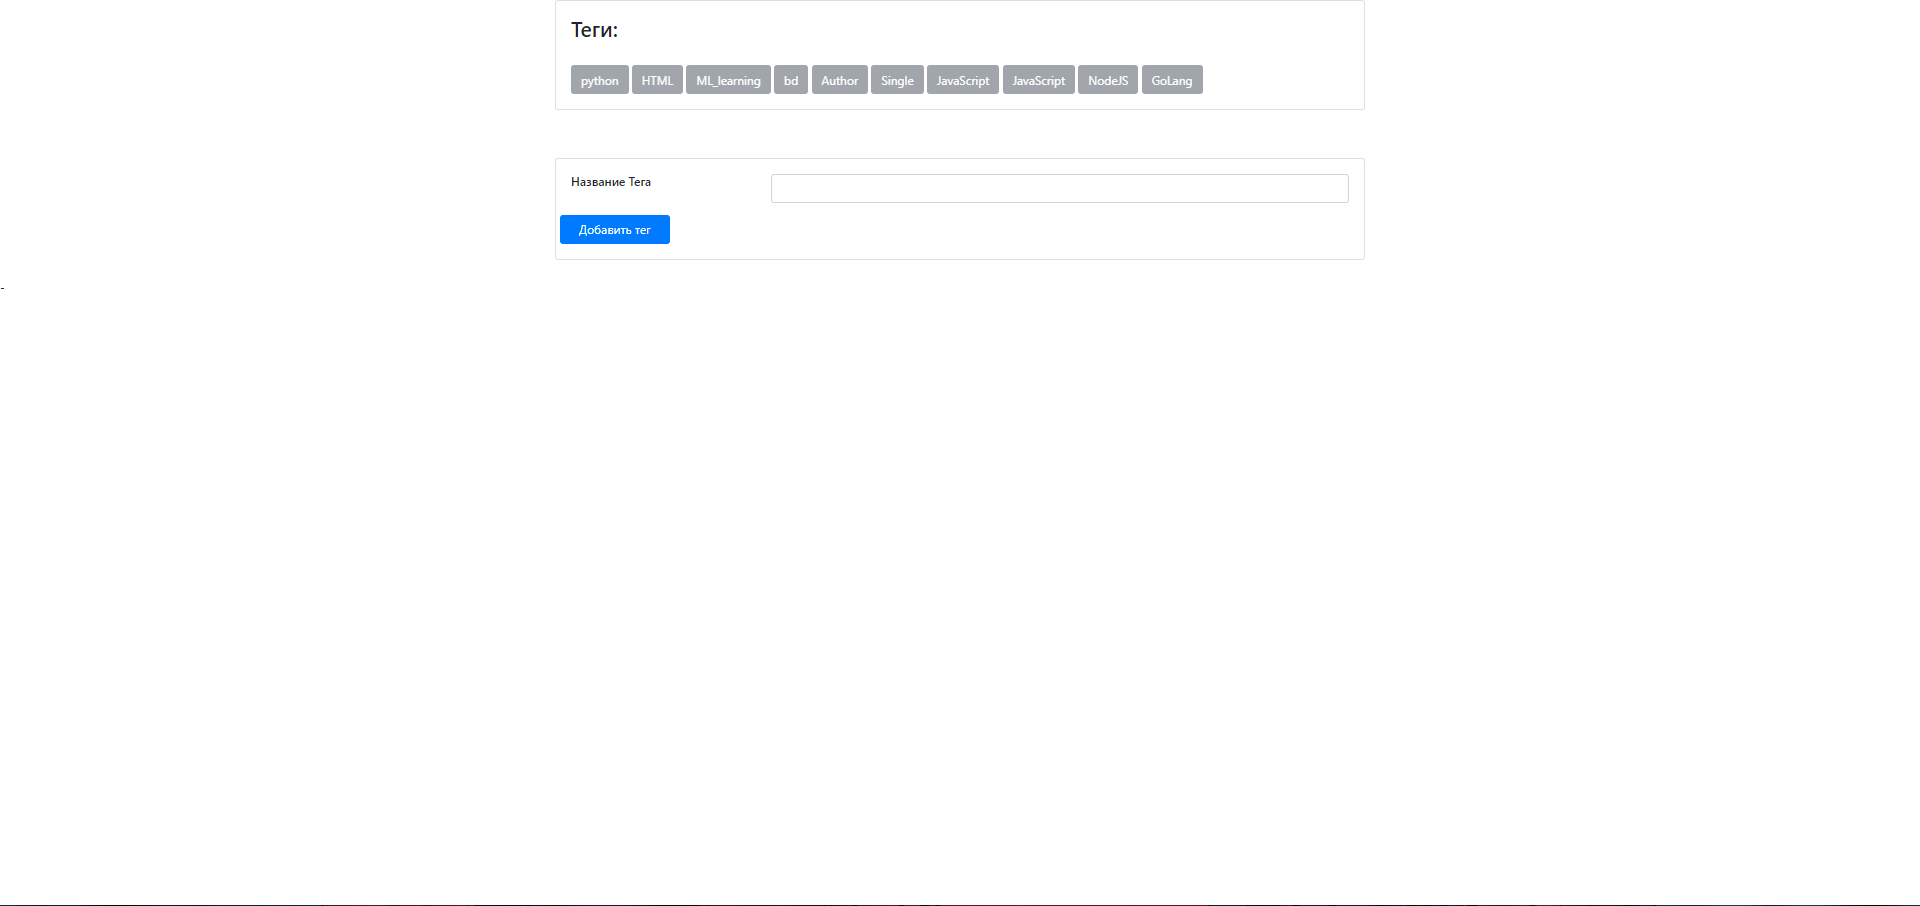 Теги:
python HTML ML_learning bd Author Single JavaScript JavaScript NodeJS GoLang
Название Тега
Добавить тег
-